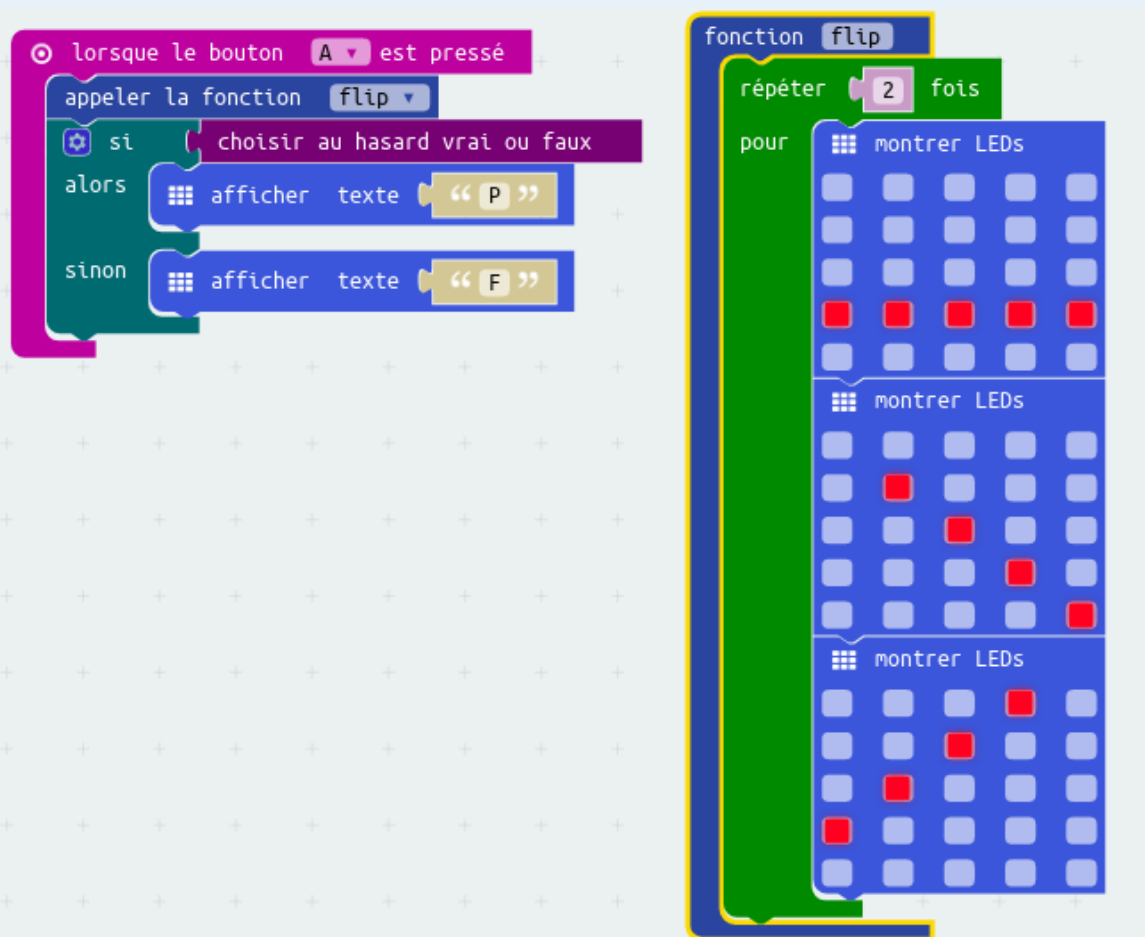 lorsque le bouton A ▾ est pressé
appeler la fonction flip ▾
si choisir au hasard vrai ou faux
alors afficher texte “ P ”
sinon afficher texte “ F ”
fonction flip
répéter 2 fois
pour montrer LEDs
montrer LEDs
montrer LEDs